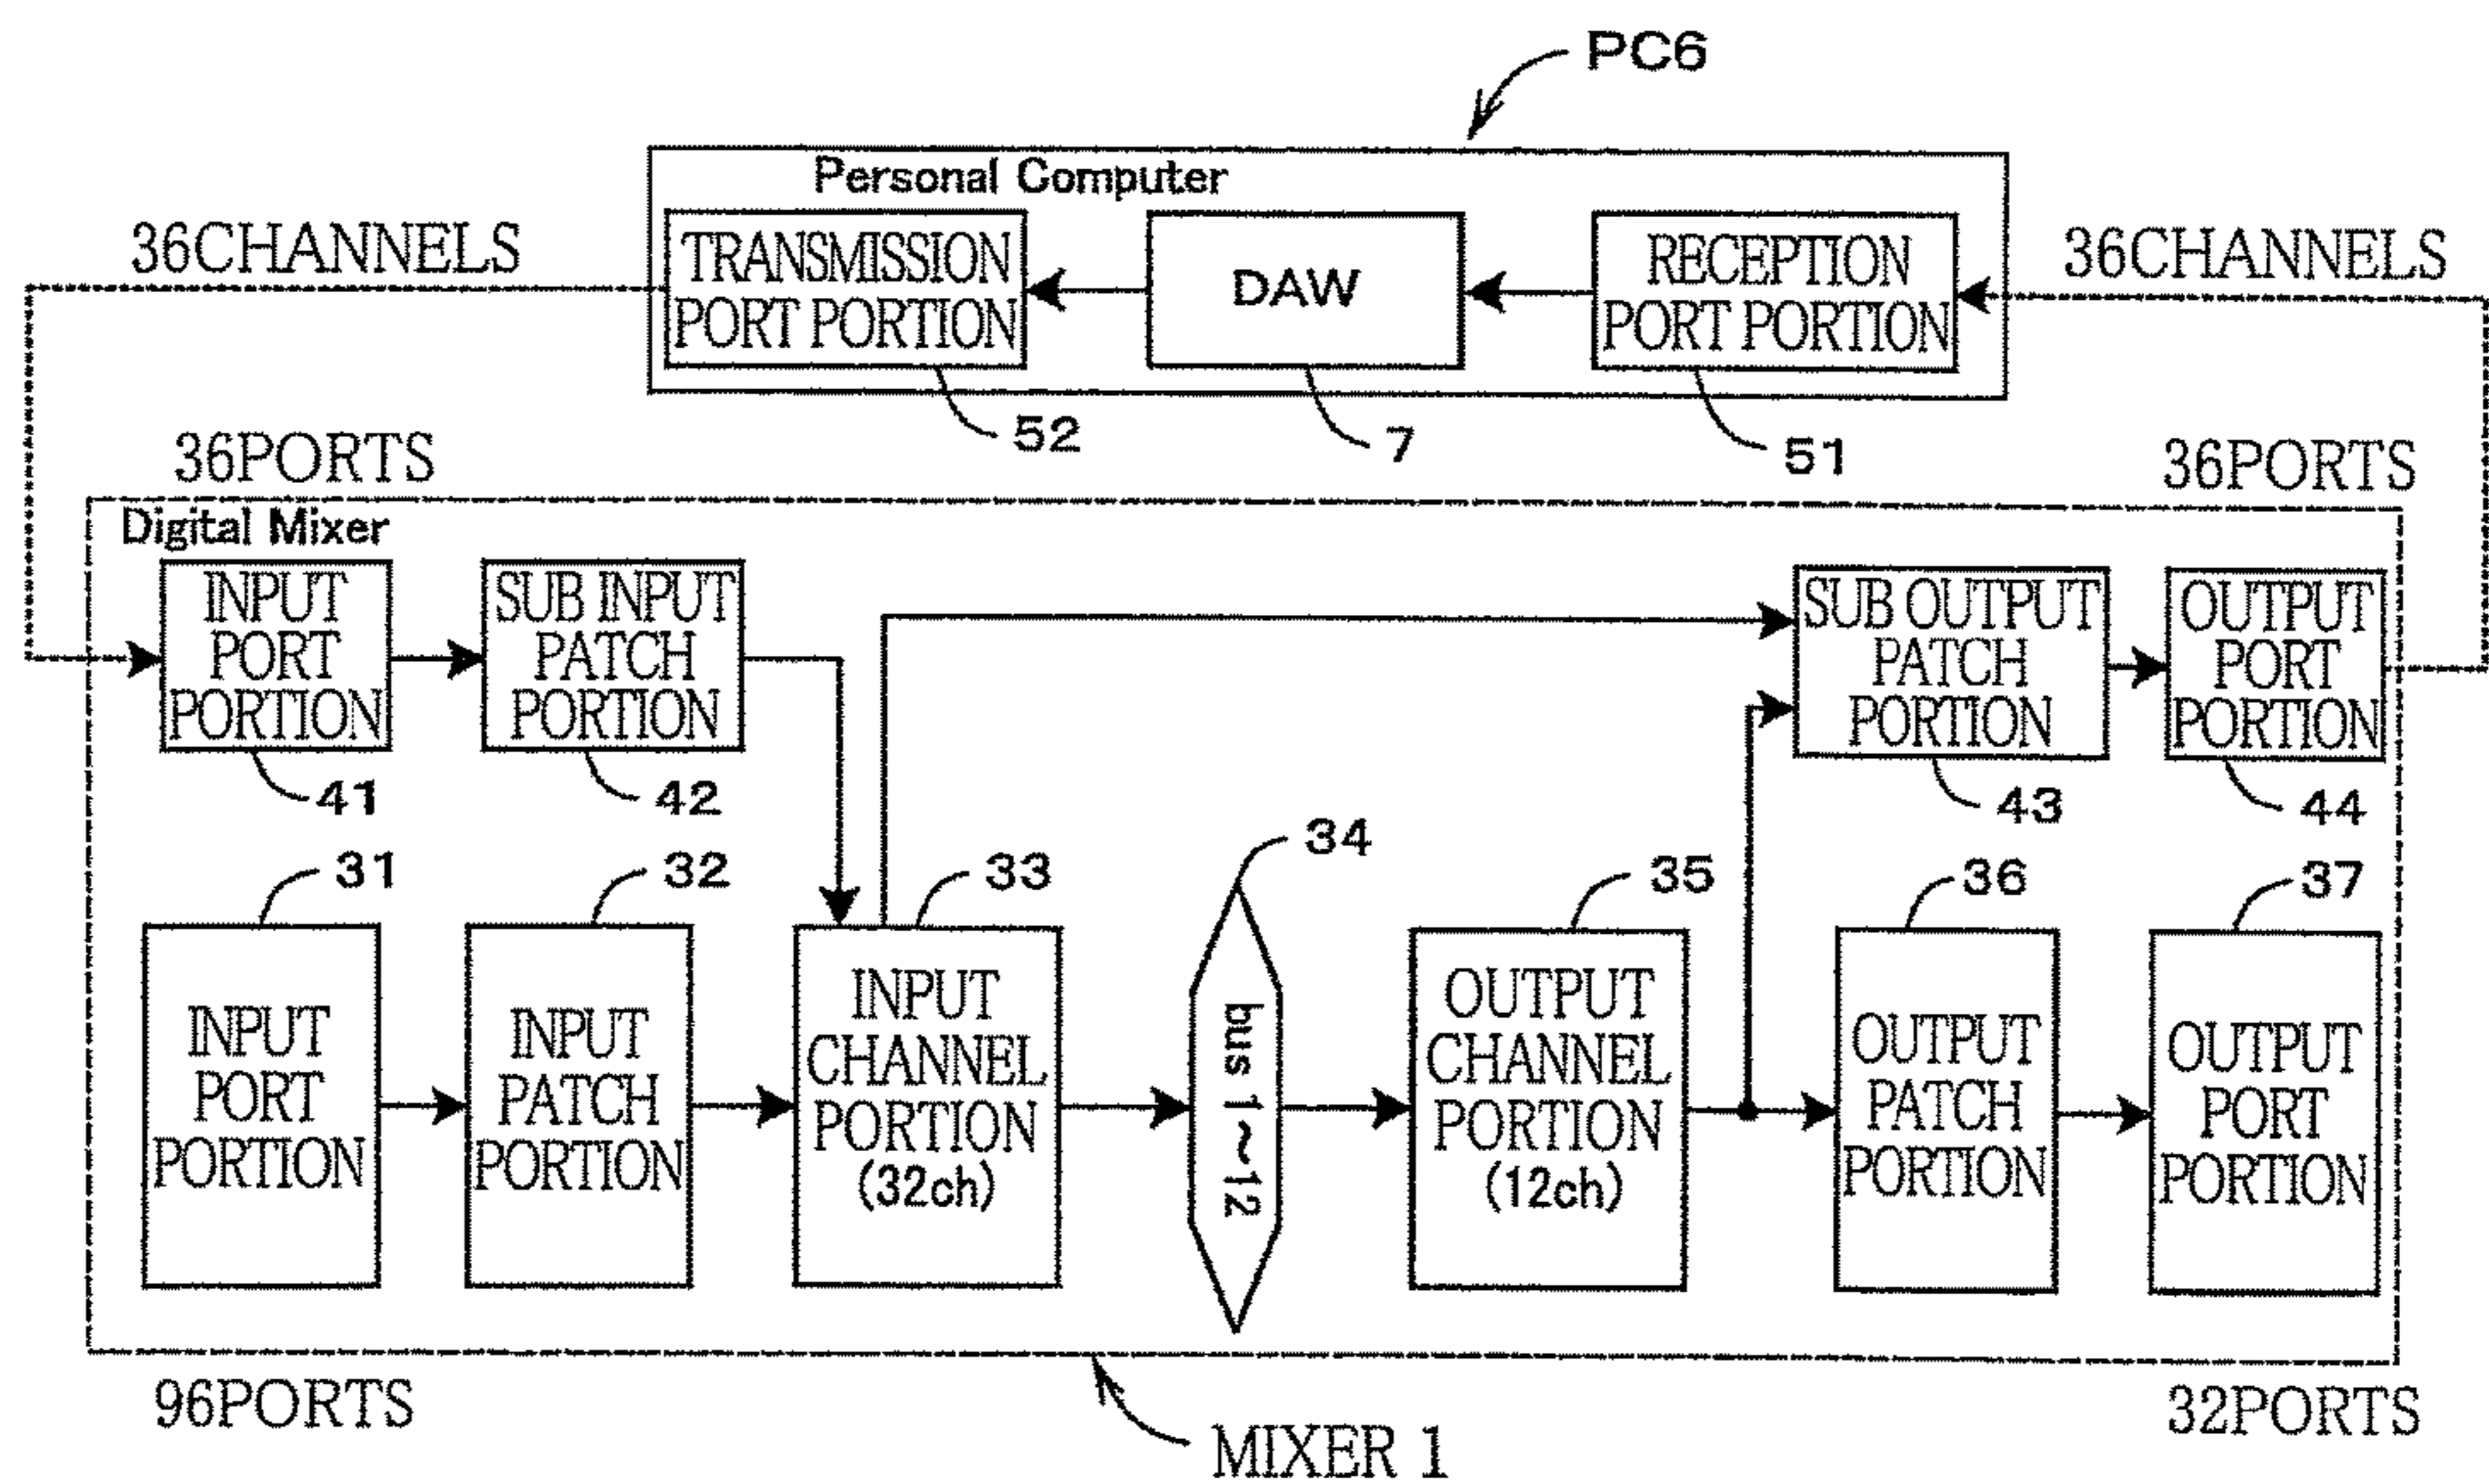 PC6
Personal Computer
36CHANNELS
TRANSMISSION
PORT PORTION
DAW
RECEPTION
PORT PORTION
36CHANNELS
52
7
51
36PORTS
36PORTS
Digital Mixer
INPUT
PORT
PORTION
SUB INPUT
PATCH
PORTION
SUB OUTPUT
PATCH
PORTION
OUTPUT
PORT
PORTION
41
42
43
44
31
32
33
34
35
36
37
INPUT
PORT
PORTION
INPUT
PATCH
PORTION
INPUT
CHANNEL
PORTION
(32ch)
bus 1~12
OUTPUT
CHANNEL
PORTION
(12ch)
OUTPUT
PATCH
PORTION
OUTPUT
PORT
PORTION
96PORTS
32PORTS
MIXER 1